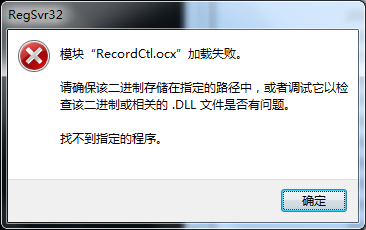 RegSvr32
模块“RecordCtl.ocx”加载失败。
请确保该二进制存储在指定的路径中，或者调试它以检
查该二进制或相关的 .DLL 文件是否有问题。
找不到指定的程序。
确定